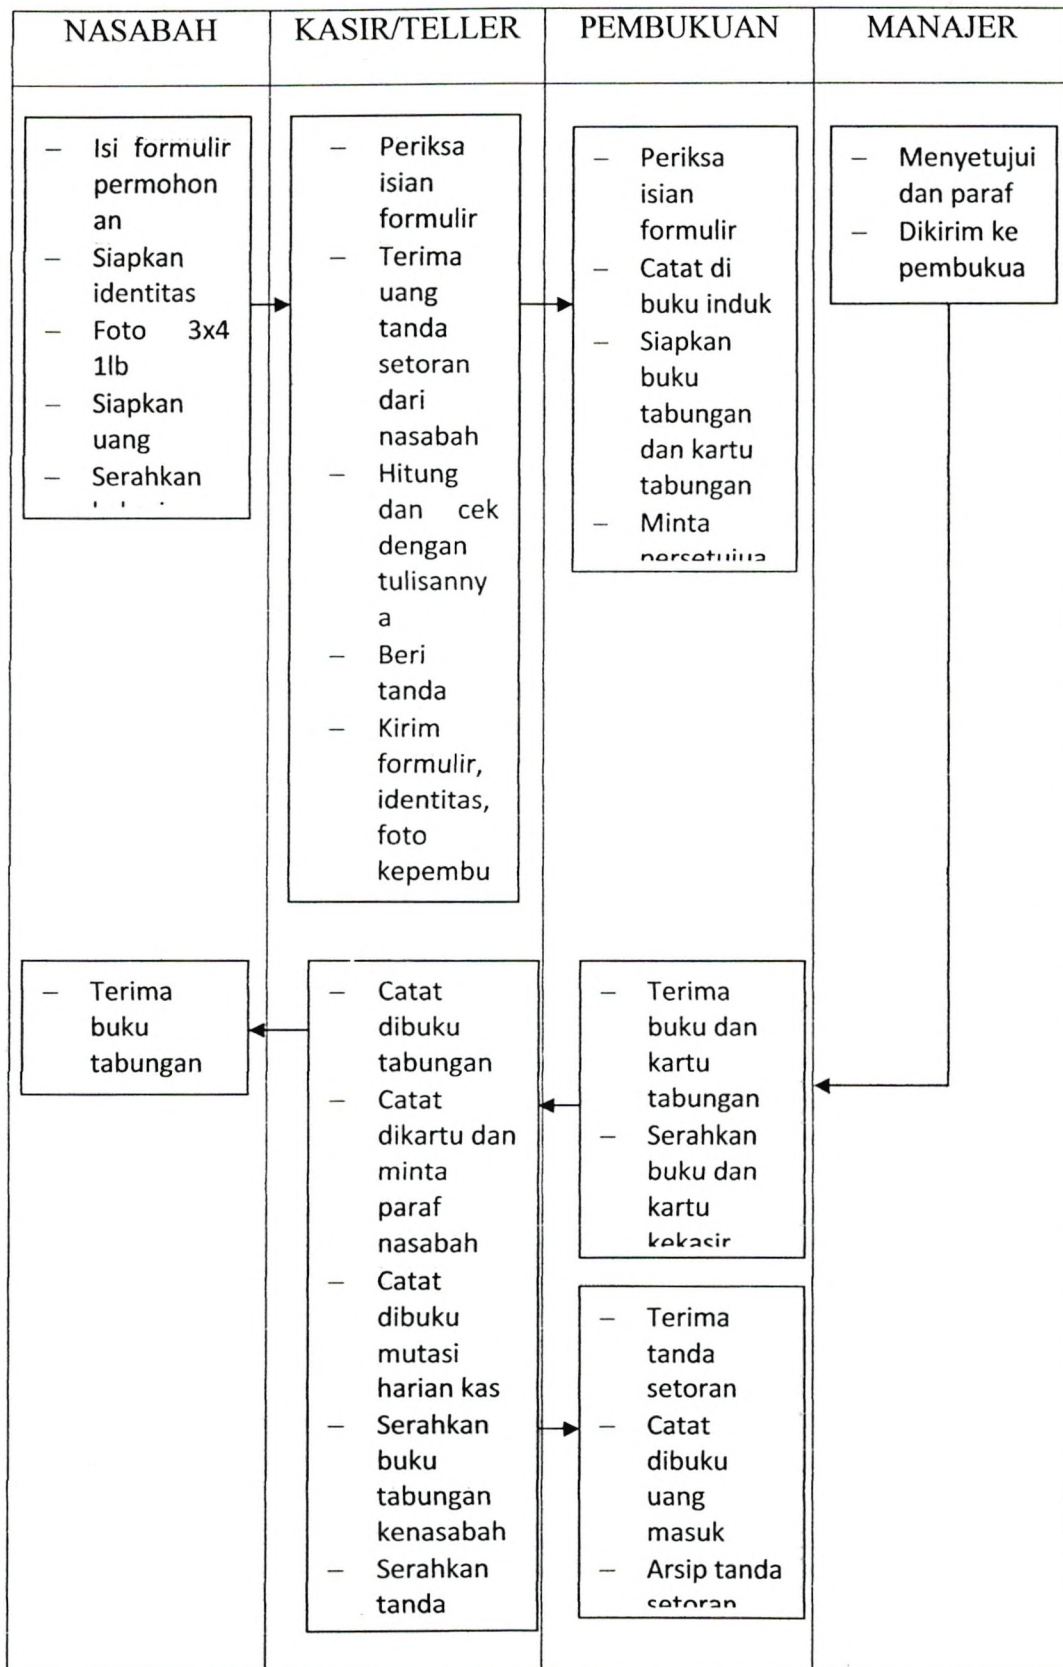 NASABAH
KASIR/TELLER
PEMBUKUAN
MANAJER
– Isi formulir
permohon
an
– Siapkan
identitas
– Foto 3x4
1lb
– Siapkan
uang
– Serahkan
– Periksa
isian
formulir
– Terima
uang
tanda
setoran
dari
nasabah
– Hitung
dan cek
dengan
tulisanny
a
– Beri
tanda
– Kirim
formulir,
identitas,
foto
kepembu
– Periksa
isian
formulir
– Catat di
buku induk
– Siapkan
buku
tabungan
dan kartu
tabungan
– Minta
persetujua
– Menyetujui
dan paraf
– Dikirim ke
pembukua
– Terima
buku
tabungan
– Catat
dibuku
tabungan
– Catat
dikartu dan
minta
paraf
nasabah
– Catat
dibuku
mutasi
harian kas
– Serahkan
buku
tabungan
kenasabah
– Serahkan
tanda
– Terima
buku dan
kartu
tabungan
– Serahkan
buku dan
kartu
kekasir
– Terima
tanda
setoran
– Catat
dibuku
uang
masuk
– Arsip tanda
setoran